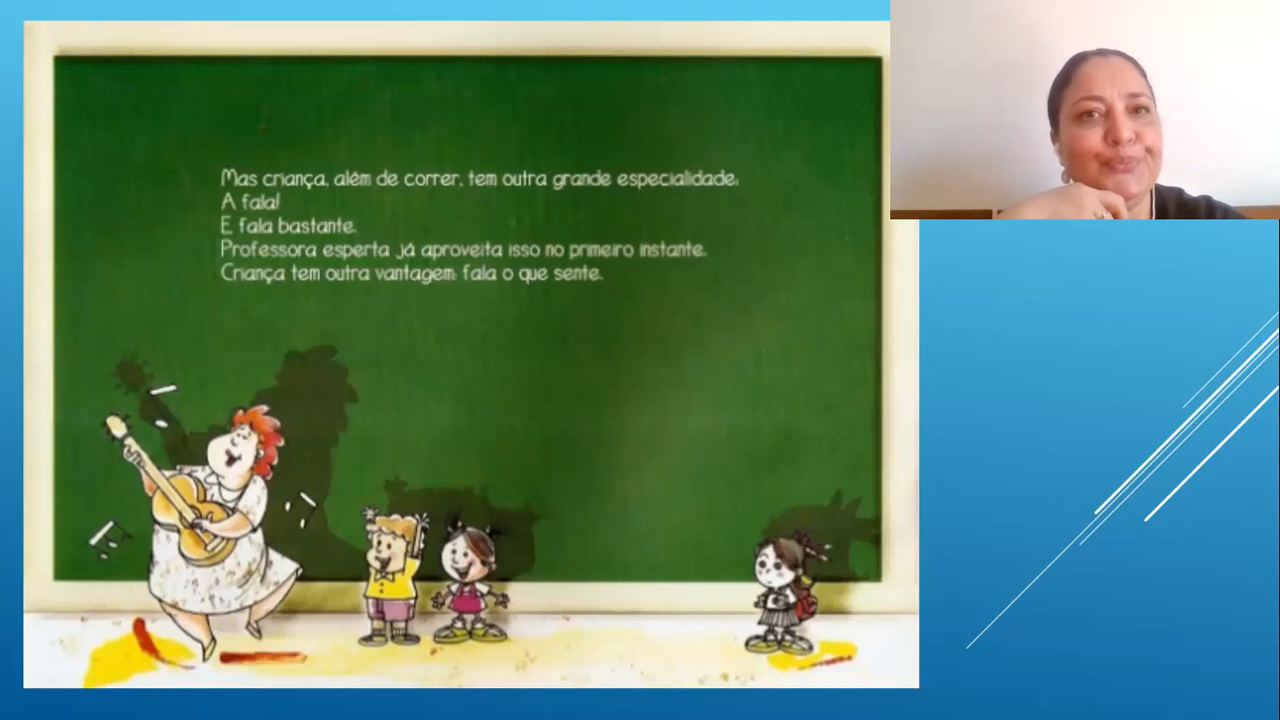 Mas criança, além de correr, tem outra grande especialidade:
A fala!
E fala bastante.
Professora esperta já aproveita isso no primeiro instante.
Criança tem outra vantagem: fala o que sente.